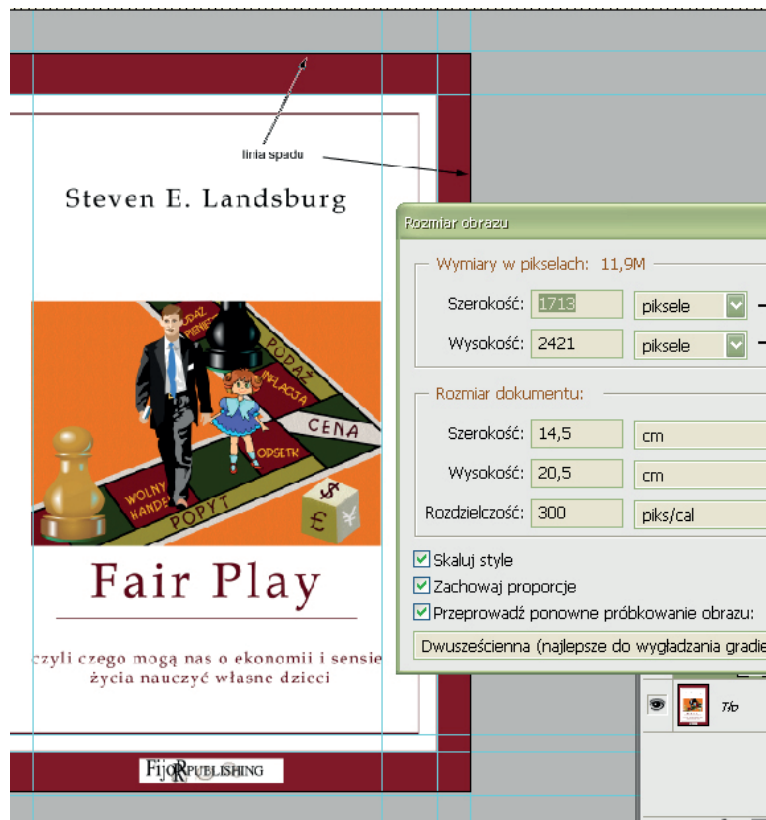 linia spadu
Steven E. Landsburg
PODAŻ
INFLACJA
CENA
ODSETKI
WOLNY
HANDEL
POPYT
$
£
¥
Fair Play
czyli czego mogą nas o ekonomii i sensie
życia nauczyć własne dzieci
FijoRR PUBLISHING
Rozmiar obrazu
Wymiary w pikselach: 11,9M
Szerokość: 1713 piksele
Wysokość: 2421 piksele
Rozmiar dokumentu:
Szerokość: 14,5 cm
Wysokość: 20,5 cm
Rozdzielczość: 300 piks/cal
Skaluj style
Zachowaj proporcje
Przeprowadź ponowne próbkowanie obrazu:
Dwusześcienna (najlepsze do wygładzania gradie
Tło